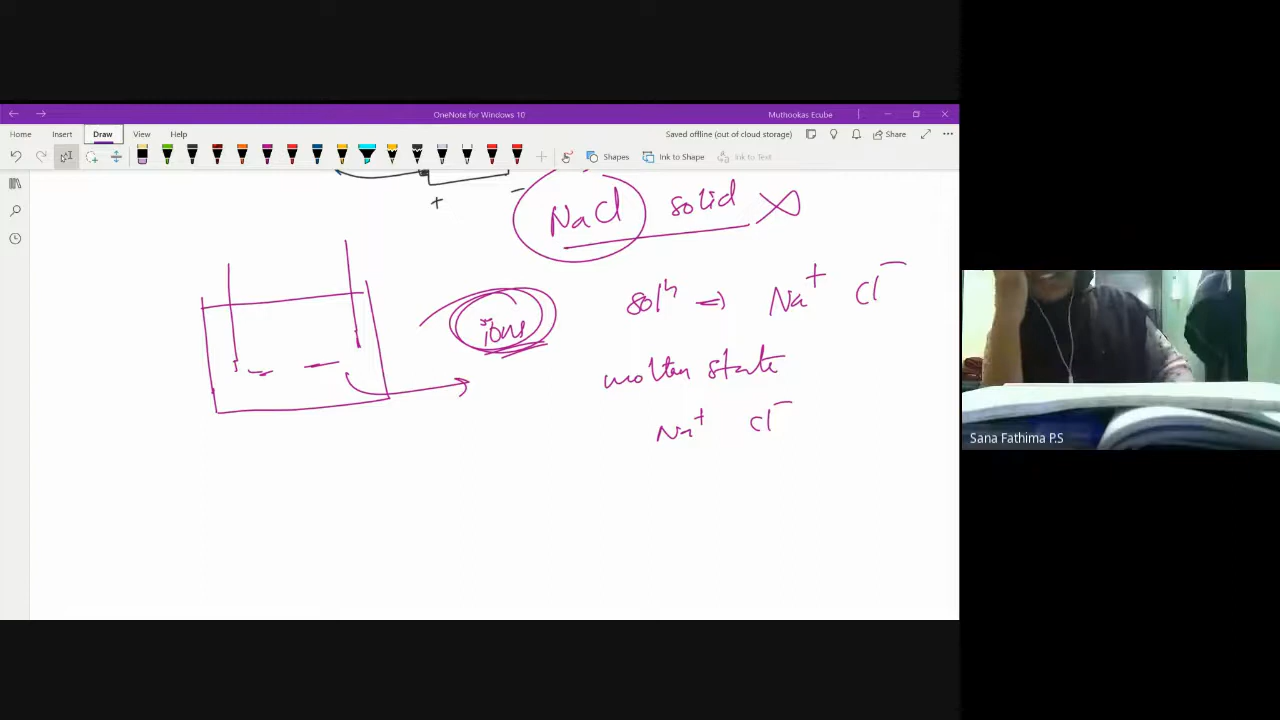 OneNote for Windows 10
Muthookas Ecube
Home Insert Draw View Help
Saved offline (out of cloud storage) Share
Shapes Ink to Shape Ink to Text
+ −
NaCl solid X
solⁿ ⇒ Na⁺ Cl⁻
ions
molten state
Na⁺ Cl⁻
Sana Fathima P.S